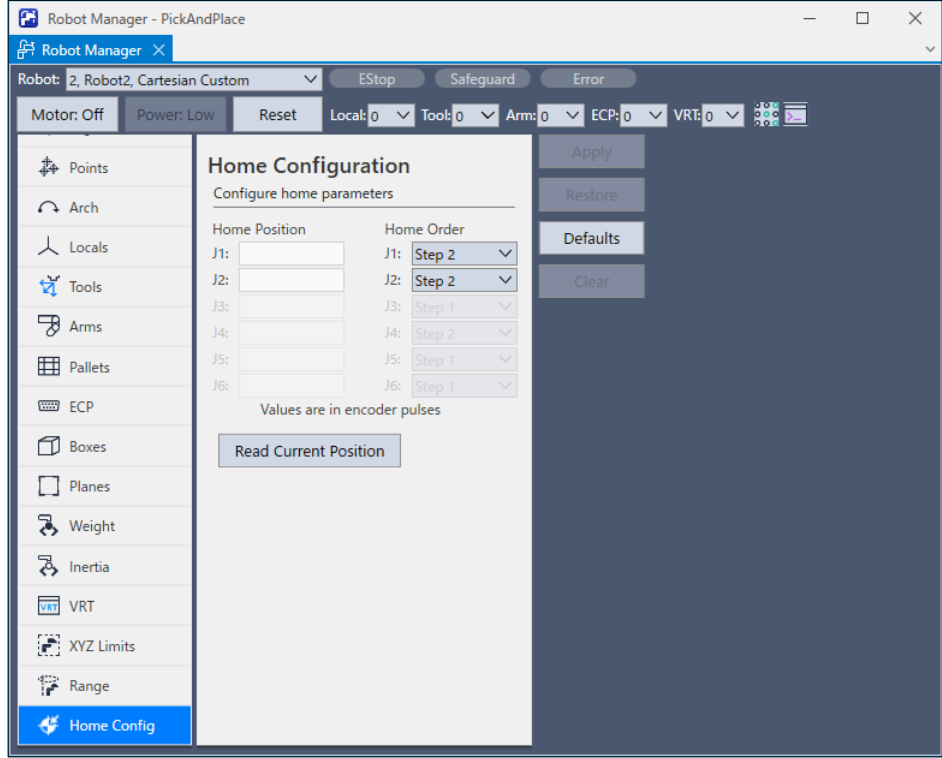 Robot Manager - PickAndPlace
Robot Manager
Robot: 2, Robot2, Cartesian Custom EStop Safeguard Error
Motor: Off Power: Low Reset Local: 0 Tool: 0 Arm: 0 ECP: 0 VRT: 0
Points
Arch
Locals
Tools
Arms
Pallets
ECP
Boxes
Planes
Weight
Inertia
VRT
VRT
XYZ Limits
Range
Home Config
Home Configuration
Configure home parameters
Home Position Home Order
J1: J1: Step 2
J2: J2: Step 2
J3: J3: Step 1
J4: J4: Step 2
J5: J5: Step 1
J6: J6: Step 1
Values are in encoder pulses
Read Current Position
Apply
Restore
Defaults
Clear